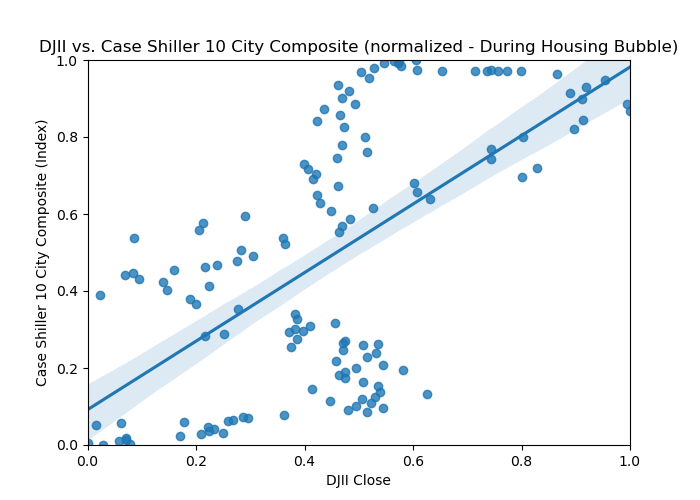 DJII vs. Case Shiller 10 City Composite (normalized - During Housing Bubble)
1.0
0.8
0.6
0.4
0.2
0.0
Case Shiller 10 City Composite (Index)
0.0 0.2 0.4 0.6 0.8 1.0
DJII Close